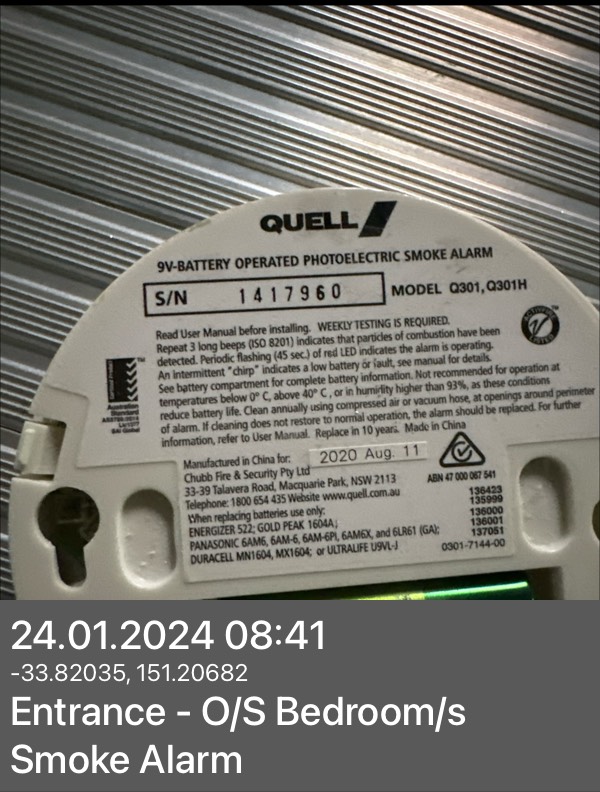 QUELL
9V-BATTERY OPERATED PHOTOELECTRIC SMOKE ALARM
S/N 1417960 MODEL Q301, Q301H
Read User Manual before installing. WEEKLY TESTING IS REQUIRED.
Repeat 3 long beeps (ISO 8201) indicates that particles of combustion have been
detected. Periodic flashing (45 sec.) of red LED indicates the alarm is operating.
An intermittent "chirp" indicates a low battery or fault, see manual for details.
See battery compartment for complete battery information. Not recommended for operation at
temperatures below 0° C, above 40° C, or in humidity higher than 93%, as these conditions
reduce battery life. Clean annually using compressed air or vacuum hose, at openings around perimeter
of alarm. If cleaning does not restore to normal operation, the alarm should be replaced. For further
information, refer to User Manual. Replace in 10 years. Made in China
Australian
Standard
Manufactured in China for: 2020 Aug. 11
Chubb Fire & Security Pty Ltd
33-39 Talavera Road, Macquarie Park, NSW 2113
Telephone: 1800 654 435 Website www.quell.com.au
ABN 47 000 067 541
When replacing batteries use only:
ENERGIZER 522; GOLD PEAK 1604A;
PANASONIC 6AM6, 6AM-6, 6AM-6PI, 6AM6X, and 6LR61 (GA);
DURACELL MN1604, MX1604; or ULTRALIFE U9VL-J
136423
135999
136000
136001
137051
0301-7144-00
24.01.2024 08:41
-33.82035, 151.20682
Entrance - O/S Bedroom/s
Smoke Alarm